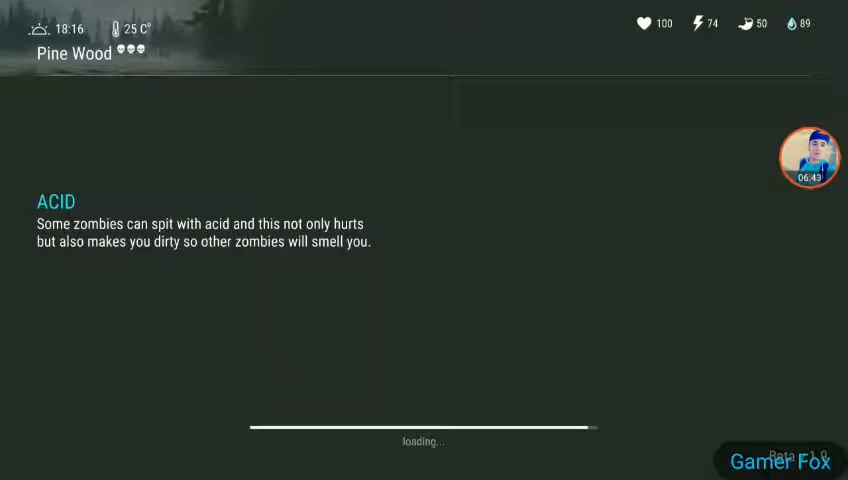 18:16 25 C°
100 74 50 89
Pine Wood
06:43
ACID
Some zombies can spit with acid and this not only hurts
but also makes you dirty so other zombies will smell you.
loading...
Gamer Fox